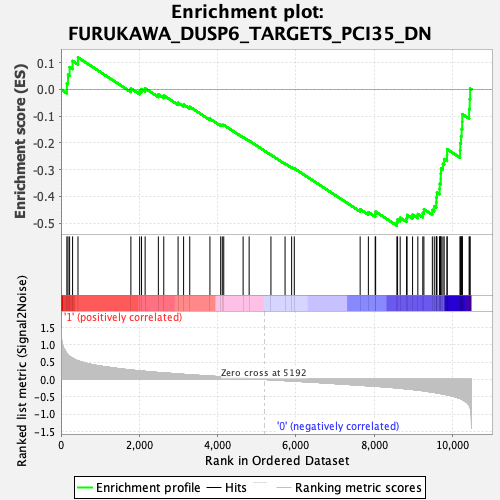 Enrichment plot:
FURUKAWA_DUSP6_TARGETS_PCI35_DN
Enrichment score (ES)
0.1
0.0
-0.1
-0.2
-0.3
-0.4
-0.5
'1' (positively correlated)
Ranked list metric (Signal2Noise)
1.5
1.0
0.5
0.0
-0.5
-1.0
-1.5
Zero cross at 5192
'0' (negatively correlated)
0 2,000 4,000 6,000 8,000 10,000
Rank in Ordered Dataset
Enrichment profile Hits Ranking metric scores